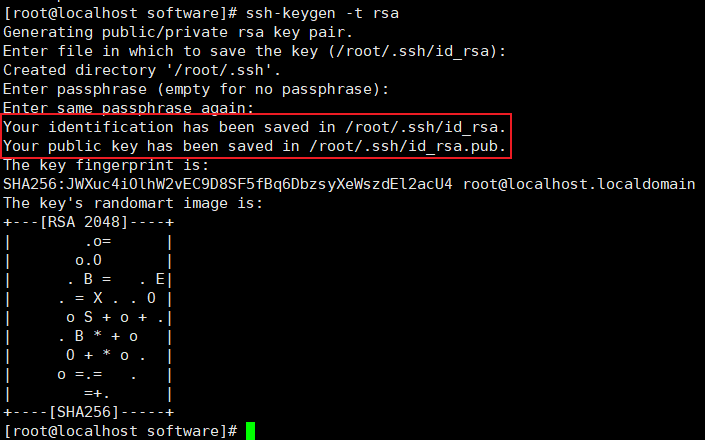 [root@localhost software]# ssh-keygen -t rsa
Generating public/private rsa key pair.
Enter file in which to save the key (/root/.ssh/id_rsa):
Created directory '/root/.ssh'.
Enter passphrase (empty for no passphrase):
Enter same passphrase again:
Your identification has been saved in /root/.ssh/id_rsa.
Your public key has been saved in /root/.ssh/id_rsa.pub.
The key fingerprint is:
SHA256:JWXuc4iOlhW2vEC9D8SF5fBq6DbzsyXeWszdEl2acU4 root@localhost.localdomain
The key's randomart image is:
+---[RSA 2048]----+
|        .o=      |
|       o.O       |
|      . B =   . E|
|     . = X . . O |
|      o S + o + .|
|     . B * + o   |
|      O + * o .  |
|     o =.=   .   |
|        =+.      |
+----[SHA256]-----+
[root@localhost software]#